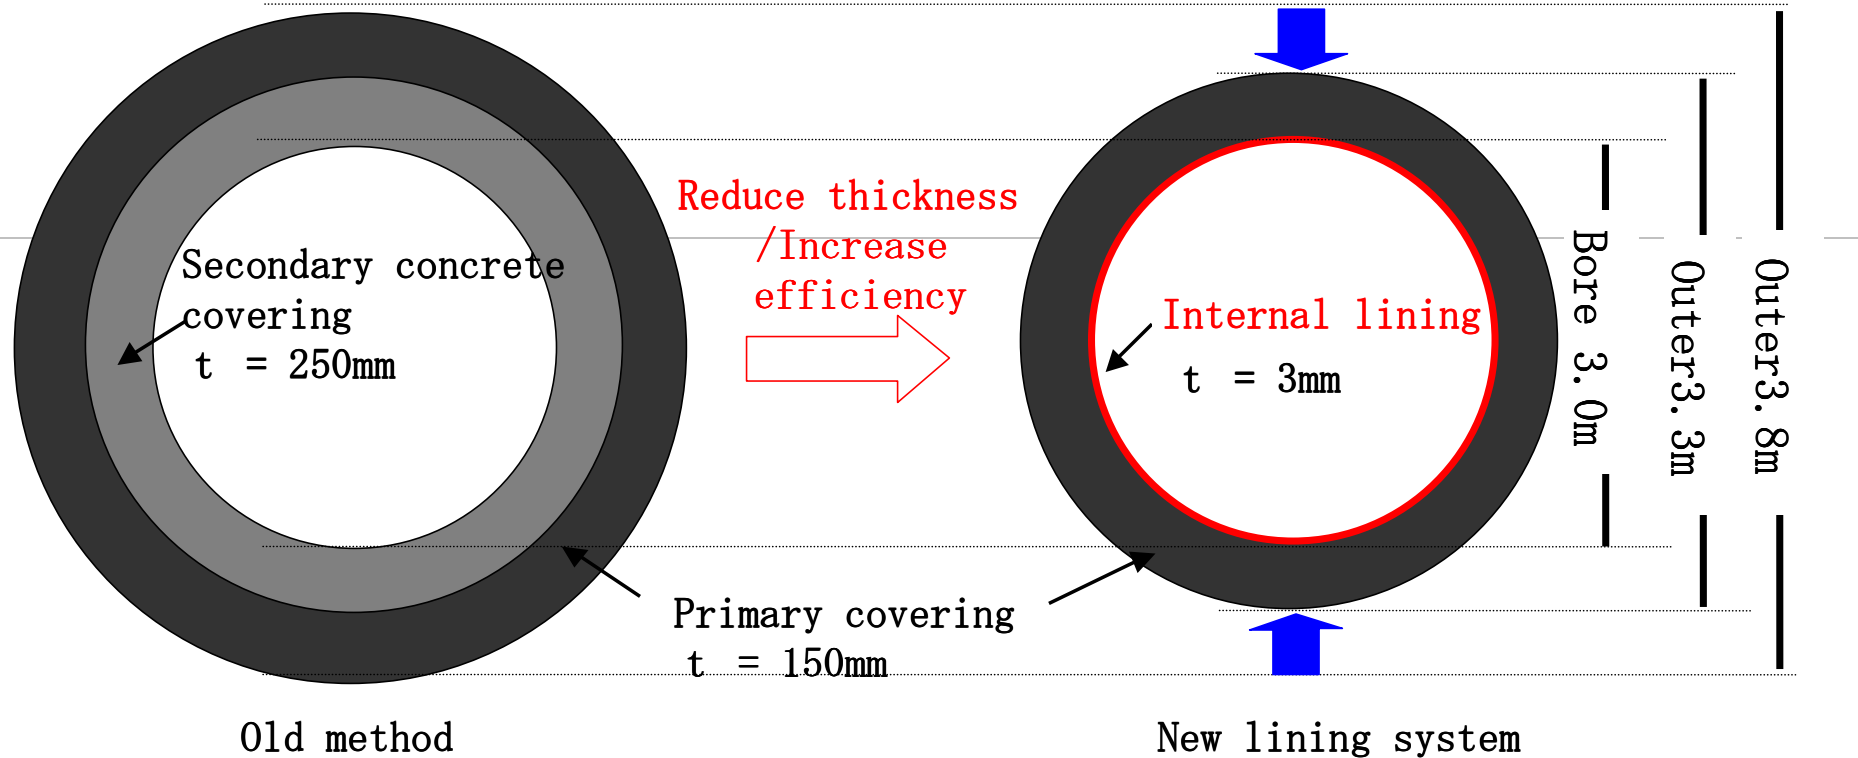 Secondary concrete
covering
t = 250mm
Reduce thickness
/Increase
efficiency
Internal lining
t = 3mm
Bore 3.0m
Outer3.3m
Outer3.8m
Primary covering
t = 150mm
Old method
New lining system